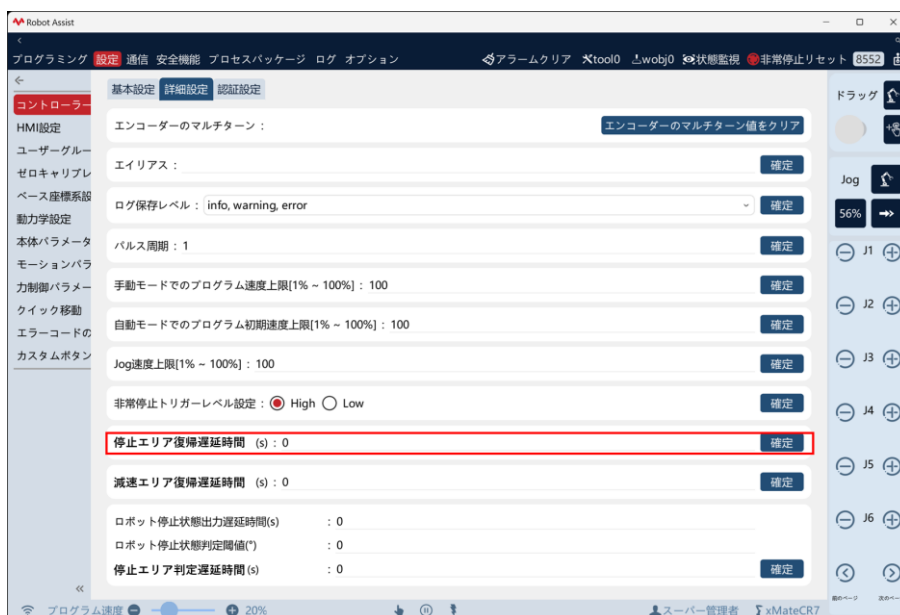 Robot Assist
プログラミング 設定 通信 安全機能 プロセスパッケージ ログ オプション アラームクリア tool0 wobj0 状態監視 非常停止リセット 8552
基本設定 詳細設定 認証設定
コントローラー
HMI設定
ユーザーグルー
ゼロキャリブレ
ベース座標系設
動力学設定
本体パラメータ
モーションパラ
力制御パラメー
クイック移動
エラーコードの
カスタムボタン
エンコーダーのマルチターン : エンコーダーのマルチターン値をクリア
エイリアス : 確定
ログ保存レベル : info, warning, error 確定
パルス周期 : 1 確定
手動モードでのプログラム速度上限[1% ~ 100%] : 100 確定
自動モードでのプログラム初期速度上限[1% ~ 100%] : 100 確定
Jog速度上限[1% ~ 100%] : 100 確定
非常停止トリガーレベル設定 : High Low 確定
停止エリア復帰遅延時間 (s) : 0 確定
減速エリア復帰遅延時間 (s) : 0 確定
ロボット停止状態出力遅延時間(s) : 0
ロボット停止状態判定閾値(°) : 0
停止エリア判定遅延時間(s) : 0 確定
ドラッグ
Jog
56%
J1
J2
J3
J4
J5
J6
前のページ
プログラム速度 20% スーパー管理者 xMateCR7